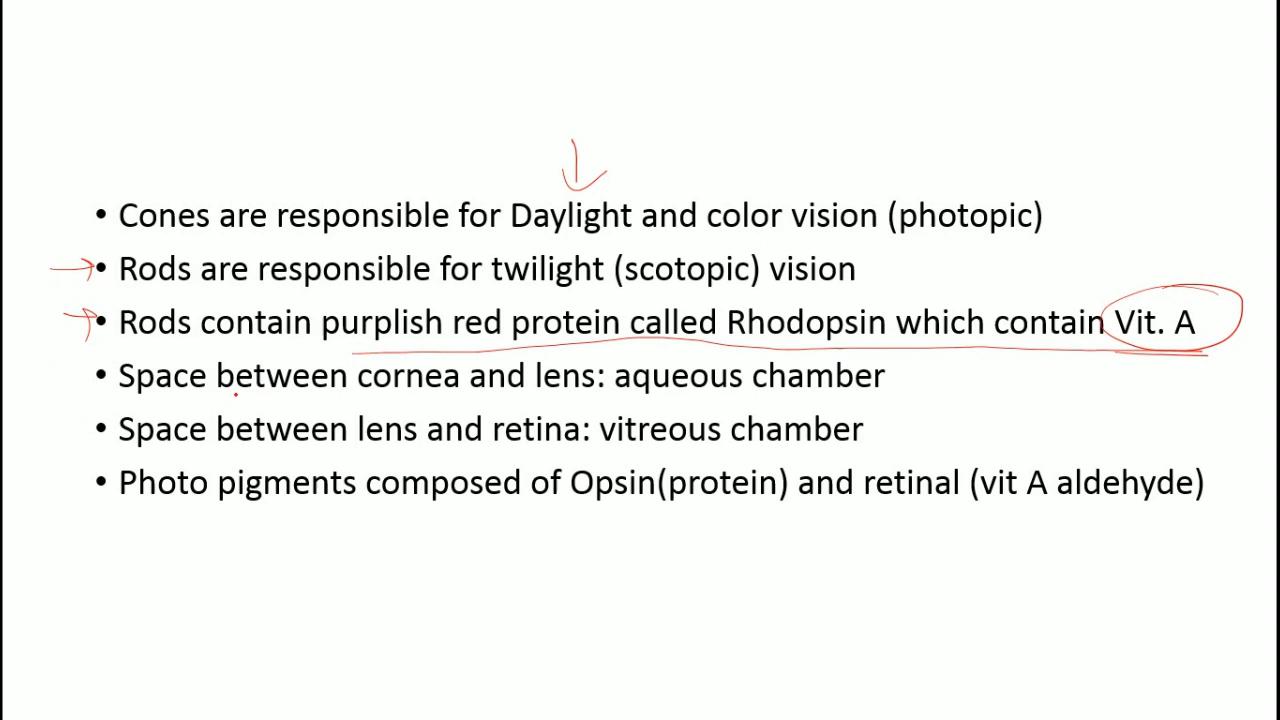 • Cones are responsible for Daylight and color vision (photopic)
• Rods are responsible for twilight (scotopic) vision
• Rods contain purplish red protein called Rhodopsin which contain Vit. A
• Space between cornea and lens: aqueous chamber
• Space between lens and retina: vitreous chamber
• Photo pigments composed of Opsin(protein) and retinal (vit A aldehyde)